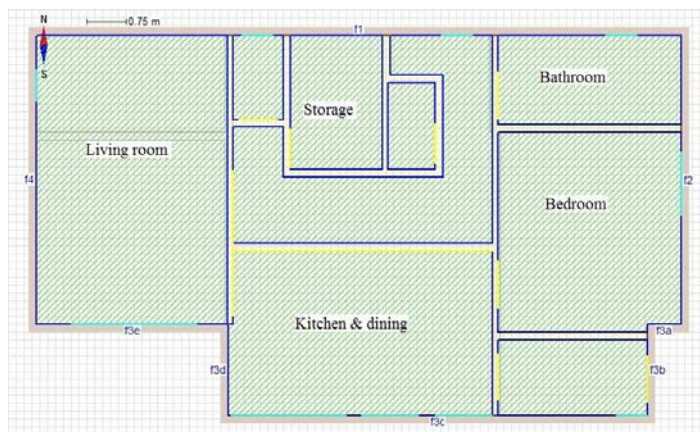 N
0.75 m
f1
S
Bathroom
Storage
Living room
f4
f2
Bedroom
Kitchen & dining
f3e
f3a
f3d
f3b
f3c